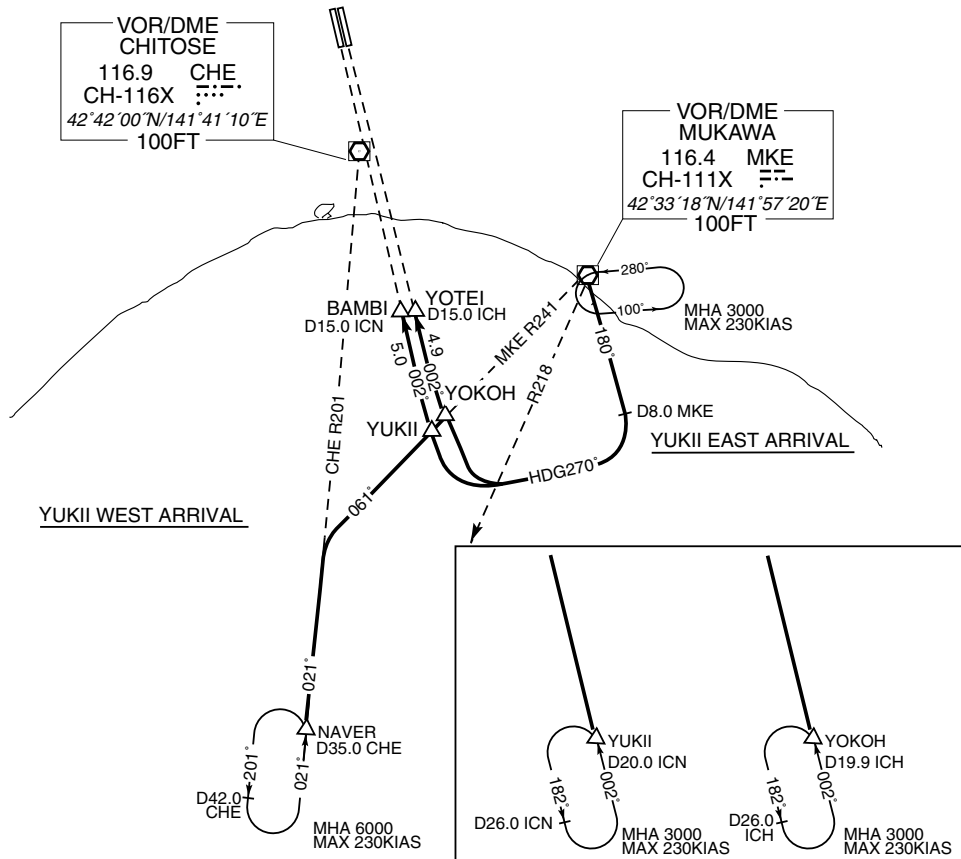 VOR/DME
CHITOSE
116.9 CHE
CH-116X
42°42´00˝N/141°41´10˝E
100FT
VOR/DME
MUKAWA
116.4 MKE
CH-111X
42°33´18˝N/141°57´20˝E
100FT
280°
100°
MHA 3000
MAX 230KIAS
BAMBI
D15.0 ICN
YOTEI
D15.0 ICH
MKE R241
R218
180°
5.0 002°
4.9 002°
YOKOH
YUKII
D8.0 MKE
YUKII EAST ARRIVAL
HDG270°
CHE R201
061°
YUKII WEST ARRIVAL
021°
NAVER
D35.0 CHE
201°
021°
D42.0
CHE
MHA 6000
MAX 230KIAS
YUKII
D20.0 ICN
182°
002°
D26.0 ICN
MHA 3000
MAX 230KIAS
YOKOH
D19.9 ICH
182°
002°
D26.0
ICH
MHA 3000
MAX 230KIAS